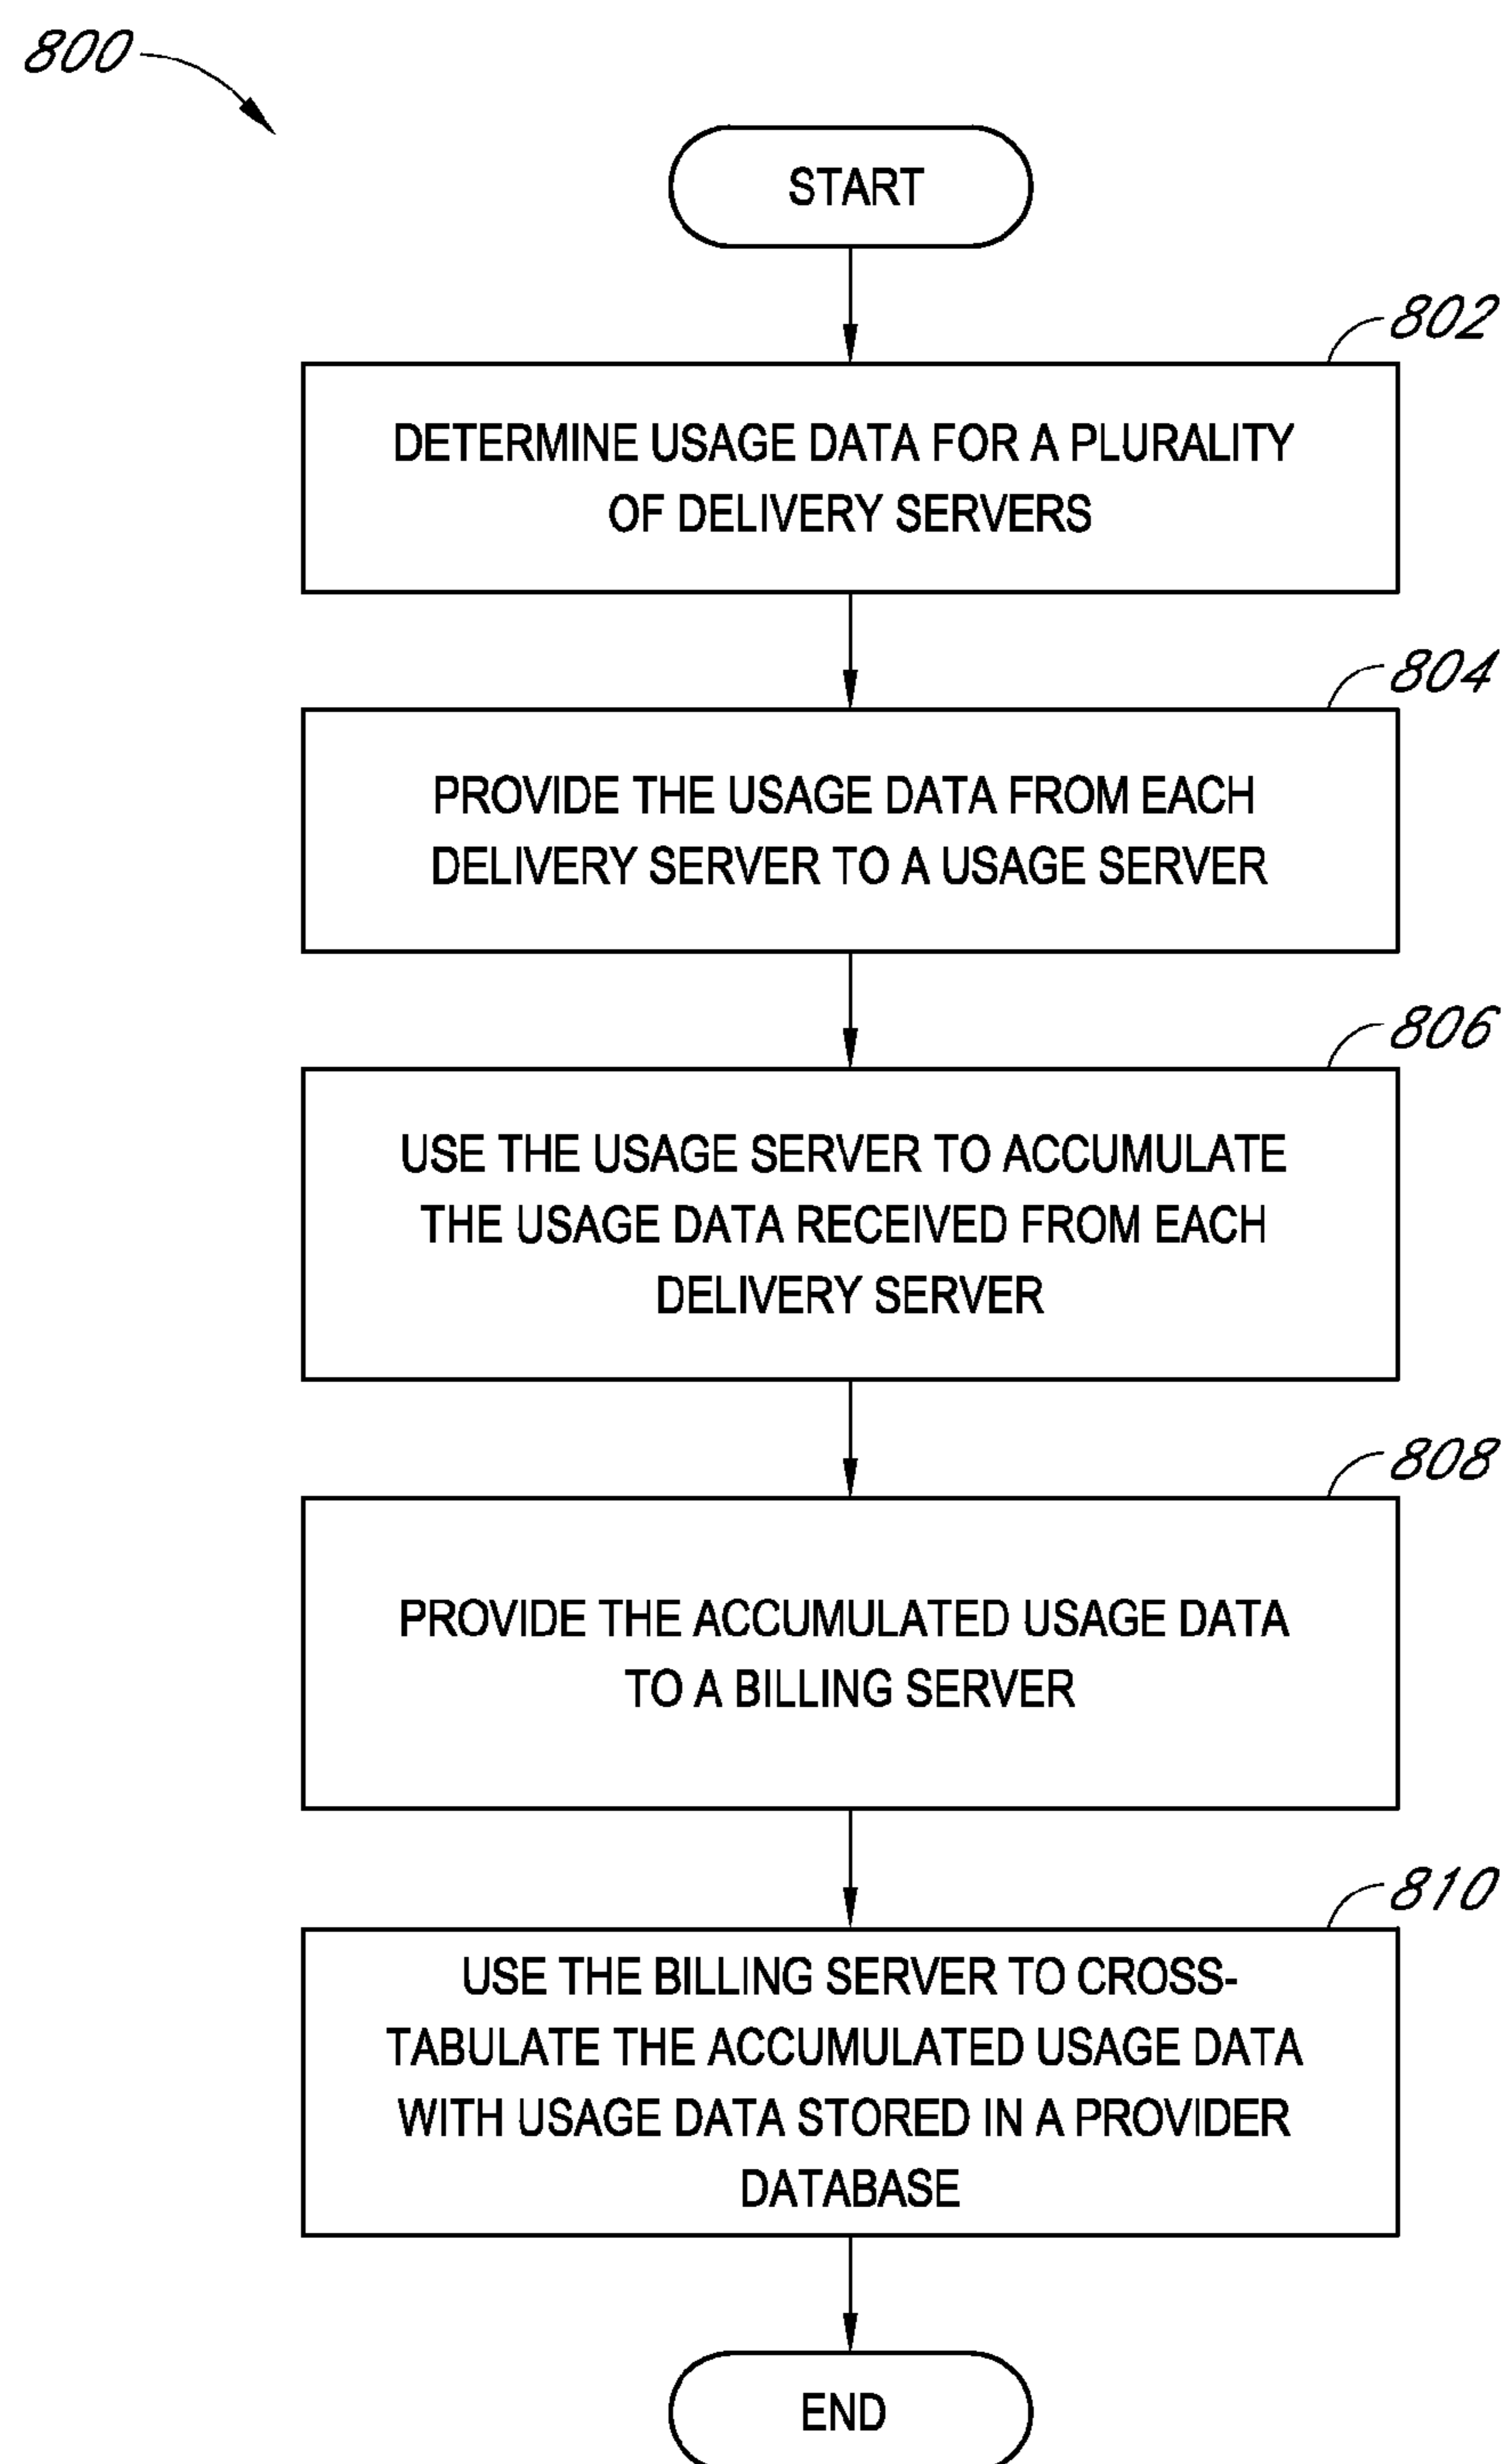 800
START
802
DETERMINE USAGE DATA FOR A PLURALITY
OF DELIVERY SERVERS
804
PROVIDE THE USAGE DATA FROM EACH
DELIVERY SERVER TO A USAGE SERVER
806
USE THE USAGE SERVER TO ACCUMULATE
THE USAGE DATA RECEIVED FROM EACH
DELIVERY SERVER
808
PROVIDE THE ACCUMULATED USAGE DATA
TO A BILLING SERVER
810
USE THE BILLING SERVER TO CROSS-
TABULATE THE ACCUMULATED USAGE DATA
WITH USAGE DATA STORED IN A PROVIDER
DATABASE
END